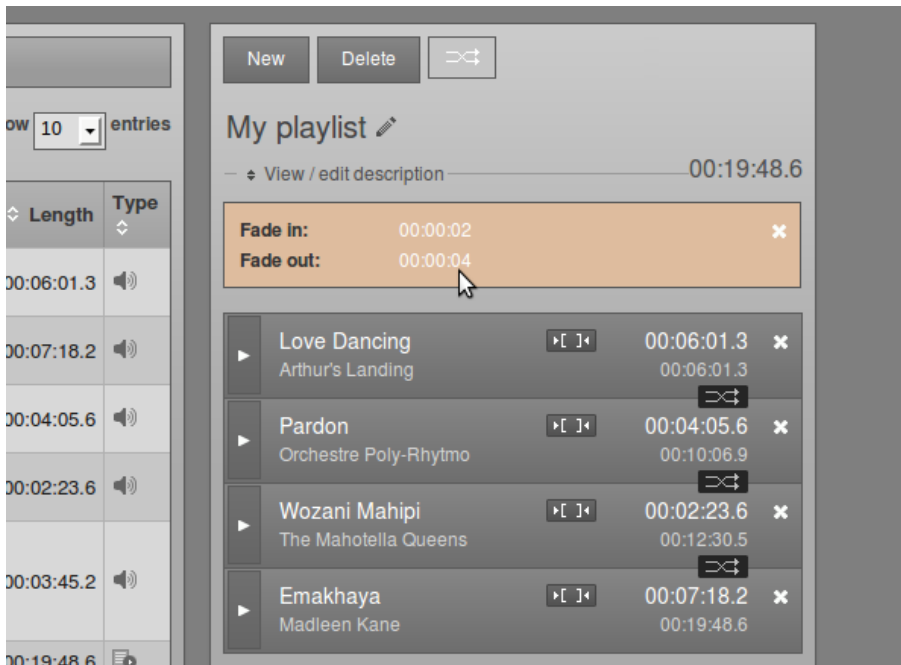 ow 10 entries
Length Type
00:06:01.3
00:07:18.2
00:04:05.6
00:02:23.6
00:03:45.2
00:19:48.6
New Delete
My playlist
View / edit description 00:19:48.6
Fade in: 00:00:02
Fade out: 00:00:04
Love Dancing 00:06:01.3
Arthur's Landing 00:06:01.3
Pardon 00:04:05.6
Orchestre Poly-Rhytmo 00:10:06.9
Wozani Mahipi 00:02:23.6
The Mahotella Queens 00:12:30.5
Emakhaya 00:07:18.2
Madleen Kane 00:19:48.6